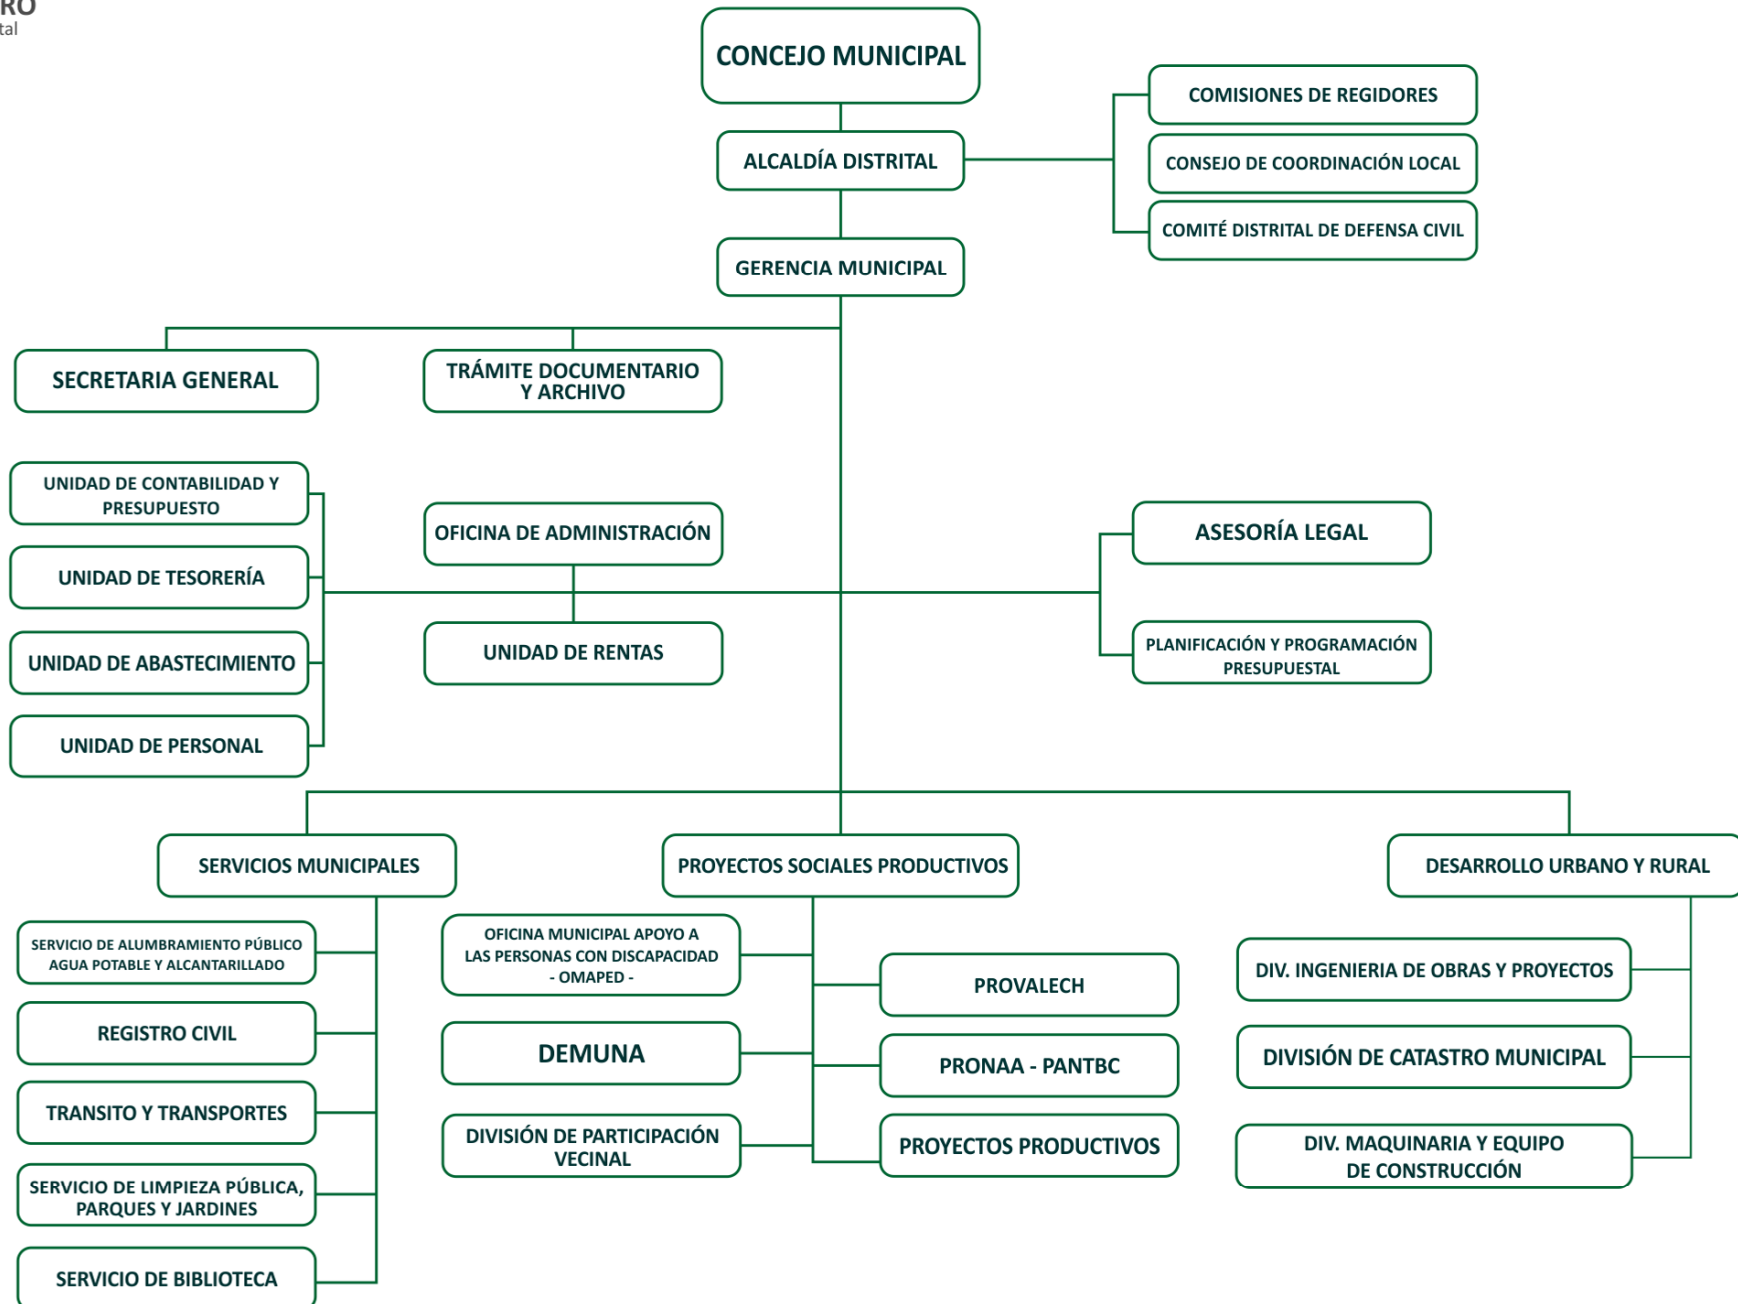 RO
tal
CONCEJO MUNICIPAL
COMISIONES DE REGIDORES
ALCALDÍA DISTRITAL
CONSEJO DE COORDINACIÓN LOCAL
COMITÉ DISTRITAL DE DEFENSA CIVIL
GERENCIA MUNICIPAL
SECRETARIA GENERAL
TRÁMITE DOCUMENTARIO
Y ARCHIVO
UNIDAD DE CONTABILIDAD Y
PRESUPUESTO
OFICINA DE ADMINISTRACIÓN
ASESORÍA LEGAL
UNIDAD DE TESORERÍA
UNIDAD DE ABASTECIMIENTO
UNIDAD DE RENTAS
PLANIFICACIÓN Y PROGRAMACIÓN
PRESUPUESTAL
UNIDAD DE PERSONAL
SERVICIOS MUNICIPALES
PROYECTOS SOCIALES PRODUCTIVOS
DESARROLLO URBANO Y RURAL
SERVICIO DE ALUMBRAMIENTO PÚBLICO
AGUA POTABLE Y ALCANTARILLADO
REGISTRO CIVIL
TRANSITO Y TRANSPORTES
SERVICIO DE LIMPIEZA PÚBLICA,
PARQUES Y JARDINES
SERVICIO DE BIBLIOTECA
OFICINA MUNICIPAL APOYO A
LAS PERSONAS CON DISCAPACIDAD
- OMAPED -
DEMUNA
DIVISIÓN DE PARTICIPACIÓN
VECINAL
PROVALECH
PRONAA - PANTBC
PROYECTOS PRODUCTIVOS
DIV. INGENIERIA DE OBRAS Y PROYECTOS
DIVISIÓN DE CATASTRO MUNICIPAL
DIV. MAQUINARIA Y EQUIPO
DE CONSTRUCCIÓN